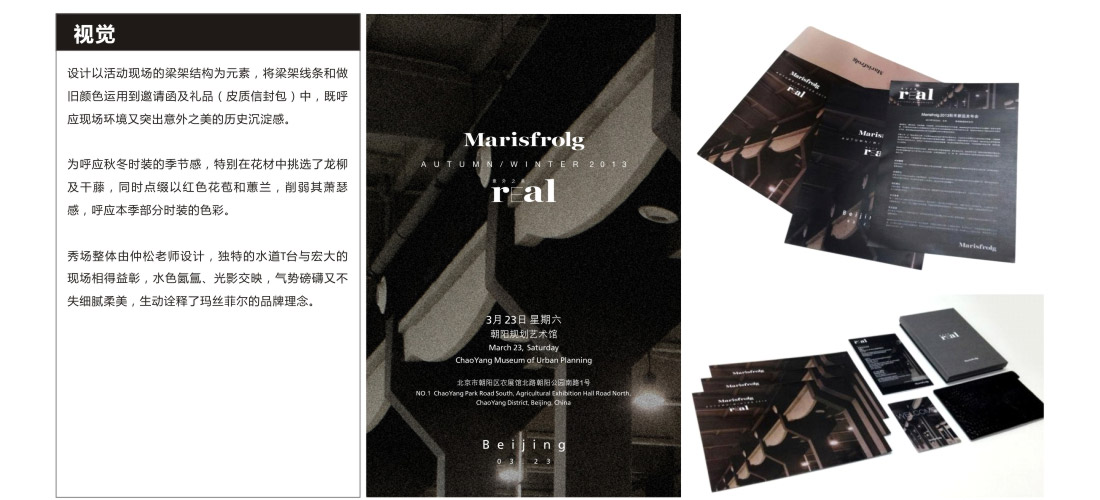 视觉
设计以活动现场的梁架结构为元素，将梁架线条和做
旧颜色运用到邀请函及礼品（皮质信封包）中，既呼
应现场环境又突出意外之美的历史沉淀感。
为呼应秋冬时装的季节感，特别在花材中挑选了龙柳
及干藤，同时点缀以红色花苞和蕙兰，削弱其萧瑟
感，呼应本季部分时装的色彩。
秀场整体由仲松老师设计，独特的水道T台与宏大的
现场相得益彰，水色氤氲、光影交映，气势磅礴又不
失细腻柔美，生动诠释了玛丝菲尔的品牌理念。
Marisfrolg
AUTUMN/WINTER 2013
意外之美
rEal
3月23日 星期六
朝阳规划艺术馆
March 23, Saturday
ChaoYang Museum of Urban Planning
北京市朝阳区农展馆北路朝阳公园南路1号
NO.1 ChaoYang Park Road South, Agricultural Exhibition Hall Road North,
ChaoYang District, Beijing, China
Beijing
03 23
Marisfrolg
Marisfrolg
rEal
Marisf
rEal
Marisfrolg
Marisfrolg
Marisfrolg
Marisfrolg
rEal
rEal
rEal